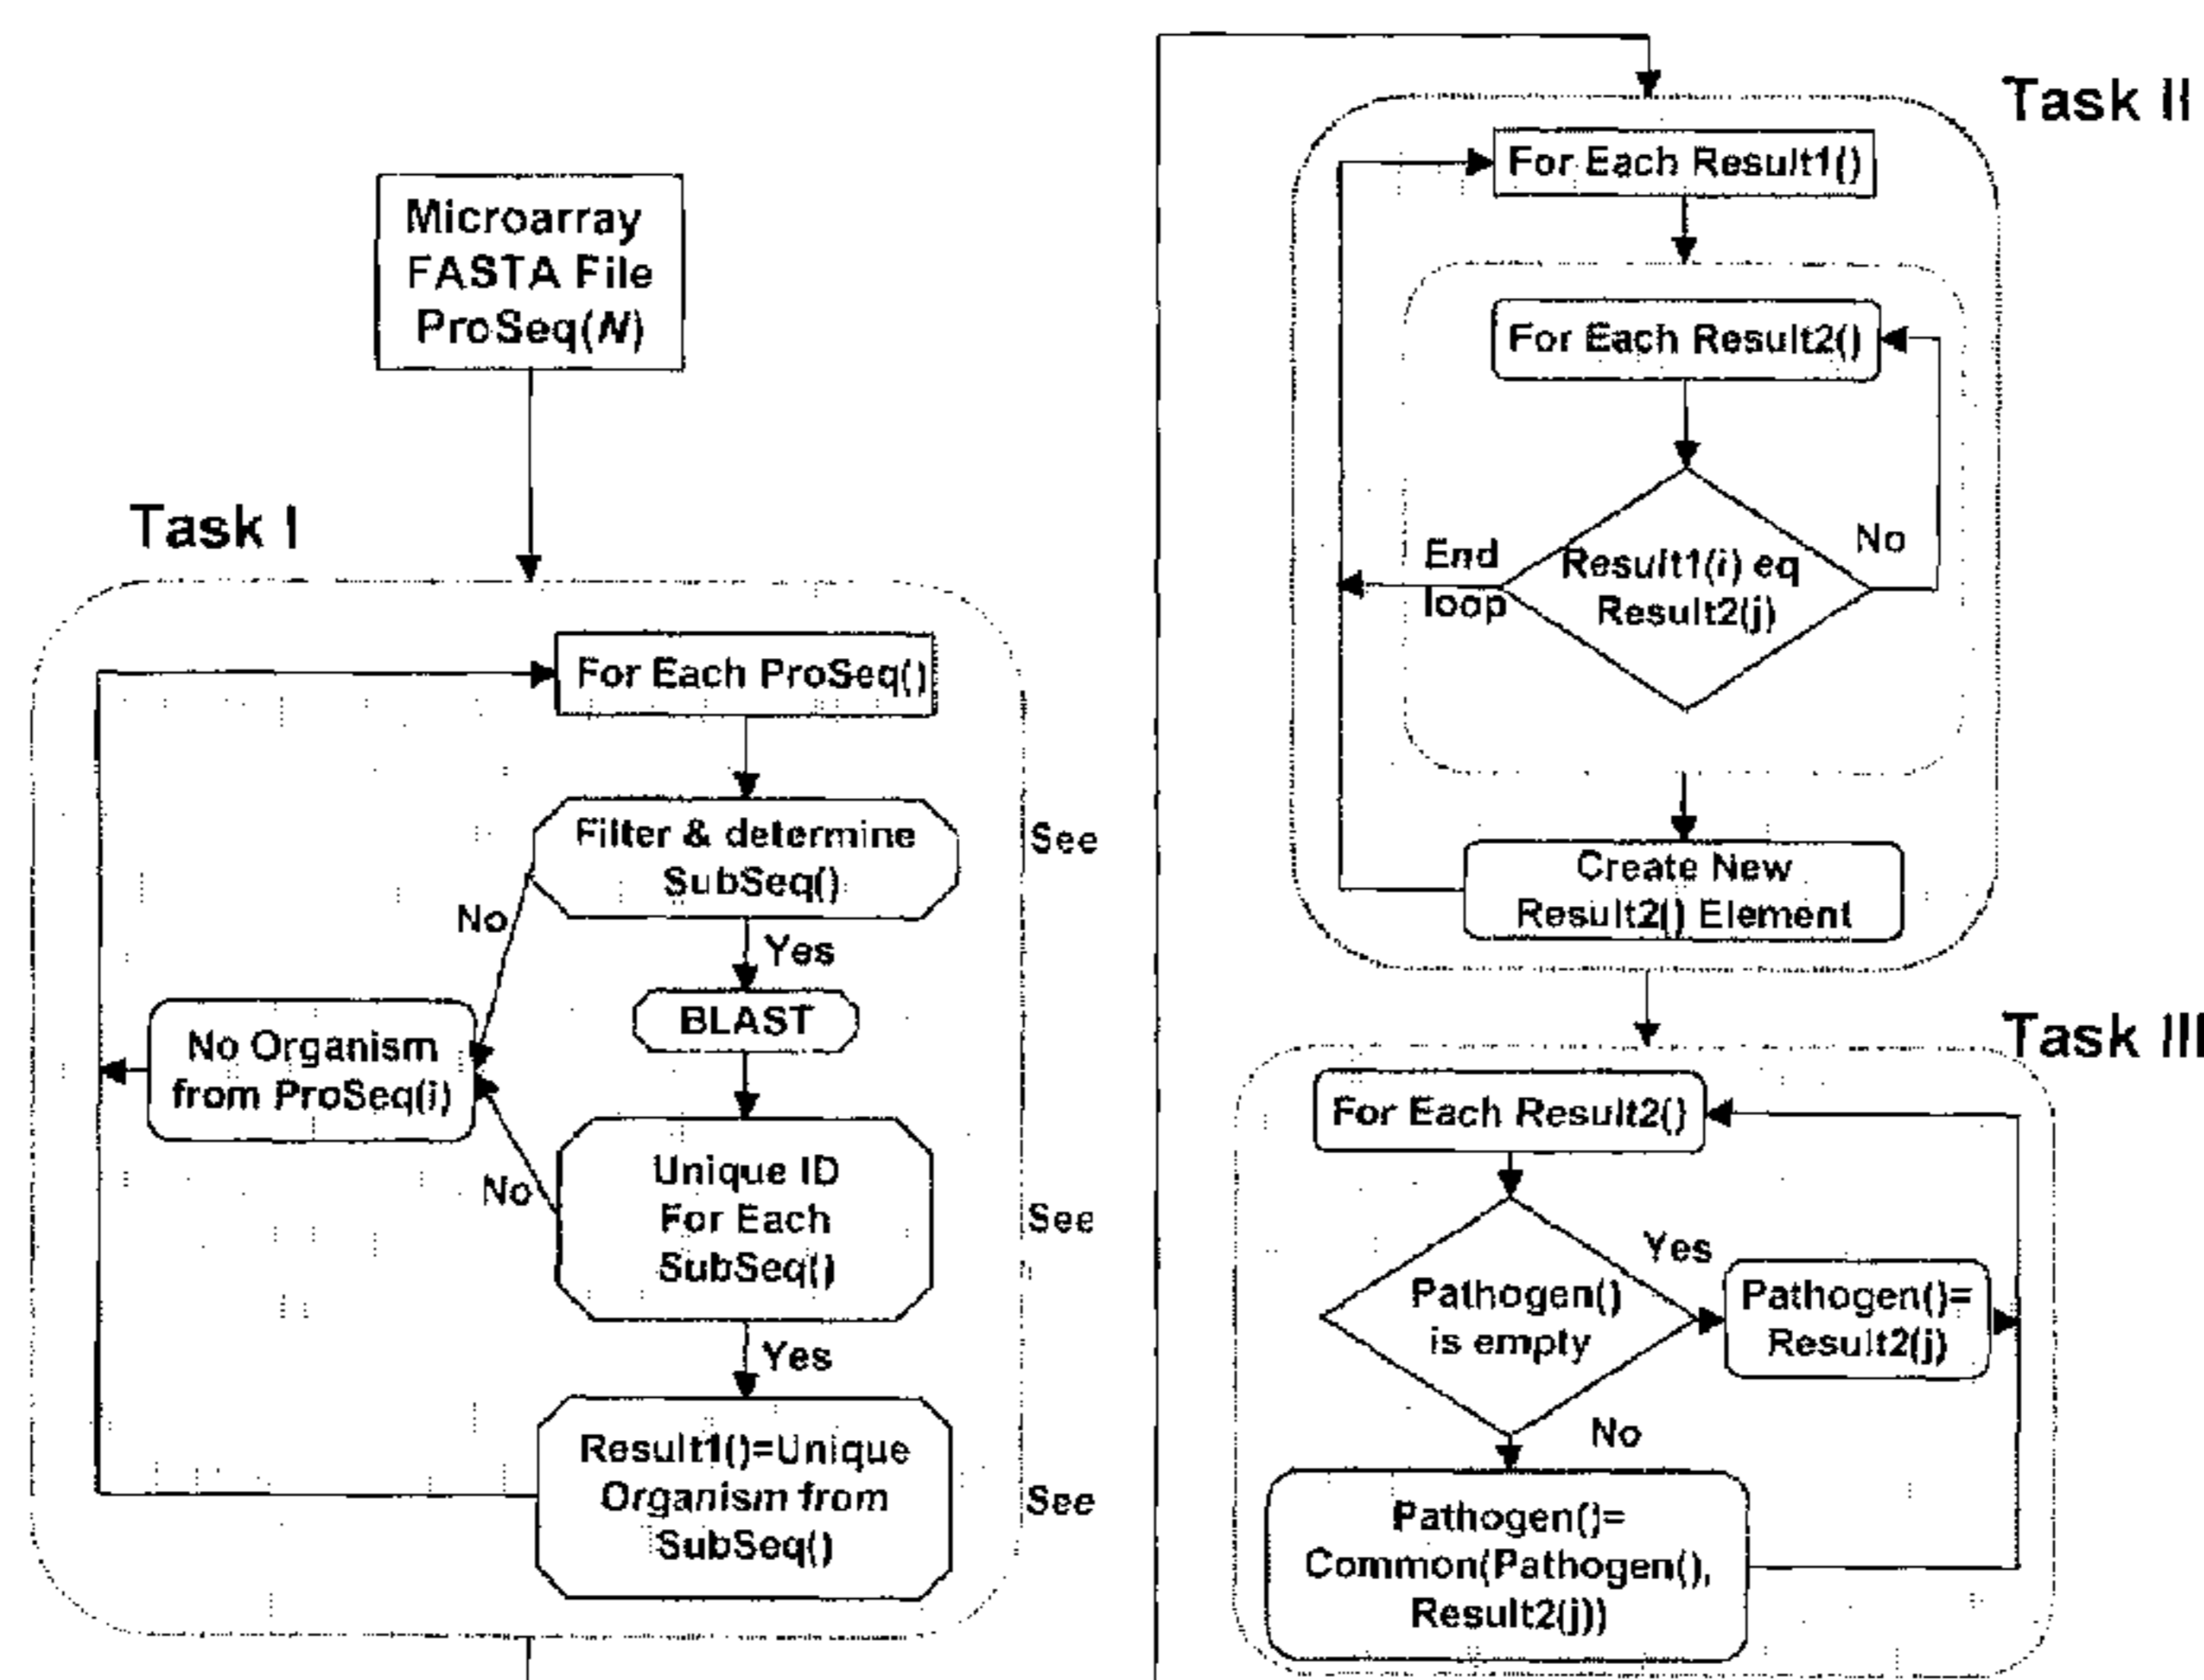 Microarray
FASTA File
ProSeq(N)
Task I
For Each ProSeq()
Filter & determine
SubSeq()
See
No
Yes
BLAST
No Organism
from ProSeq(i)
Unique ID
For Each
SubSeq()
See
No
Yes
Result1()=Unique
Organism from
SubSeq()
See
Task II
For Each Result1()
For Each Result2()
No
End
loop
Result1(i) eq
Result2(j)
Create New
Result2() Element
Task III
For Each Result2()
Yes
Pathogen()
is empty
Pathogen()=
Result2(j)
No
Pathogen()=
Common(Pathogen(),
Result2(j))